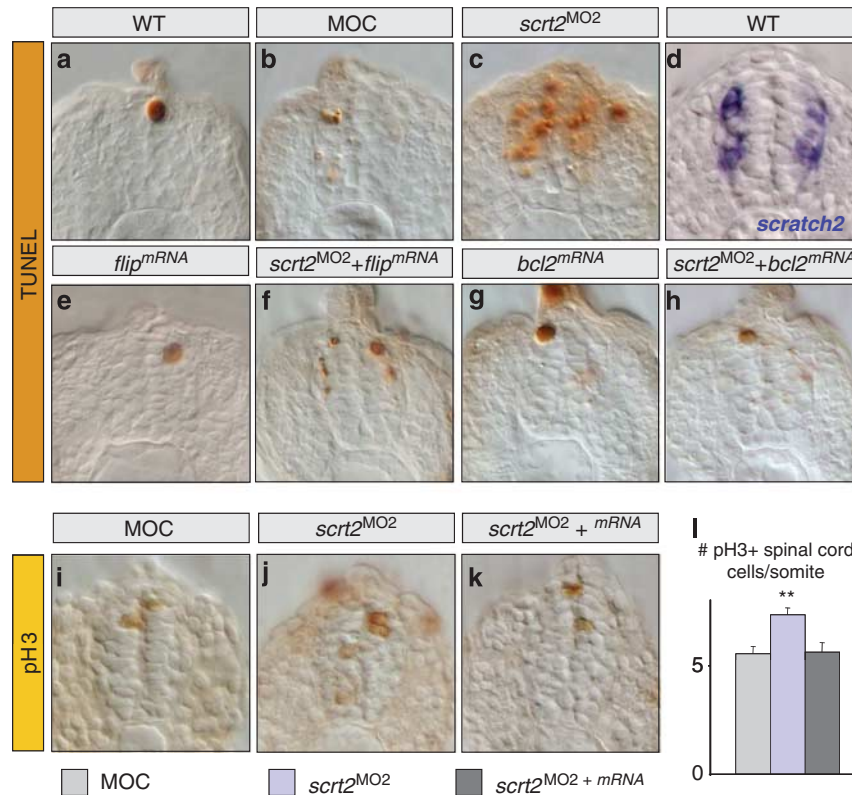 WT
MOC
scrt2MO2
WT
TUNEL
a
b
c
d
scratch2
flipmRNA
scrt2MO2+flipmRNA
bcl2mRNA
scrt2MO2+bcl2mRNA
e
f
g
h
MOC
scrt2MO2
scrt2MO2 + mRNA
l
# pH3+ spinal cord
cells/somite
pH3
i
j
k
**
5
0
MOC
scrt2MO2
scrt2MO2 + mRNA